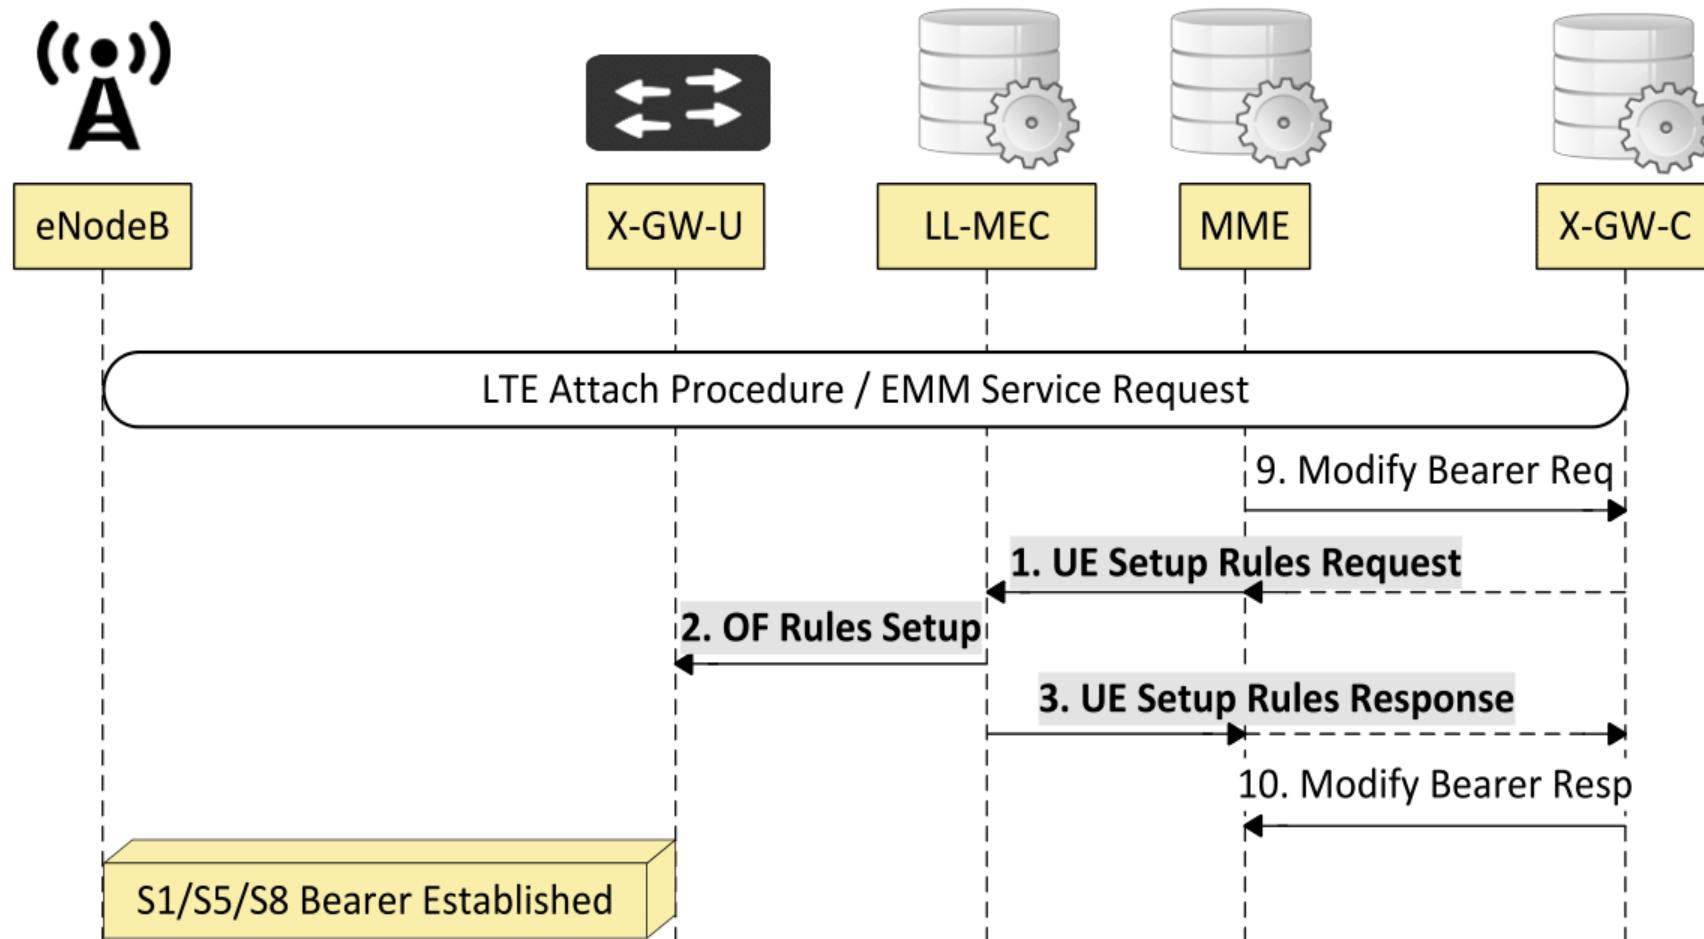 eNodeB
X-GW-U
LL-MEC
MME
X-GW-C
LTE Attach Procedure / EMM Service Request
9. Modify Bearer Req
1. UE Setup Rules Request
2. OF Rules Setup
3. UE Setup Rules Response
10. Modify Bearer Resp
S1/S5/S8 Bearer Established